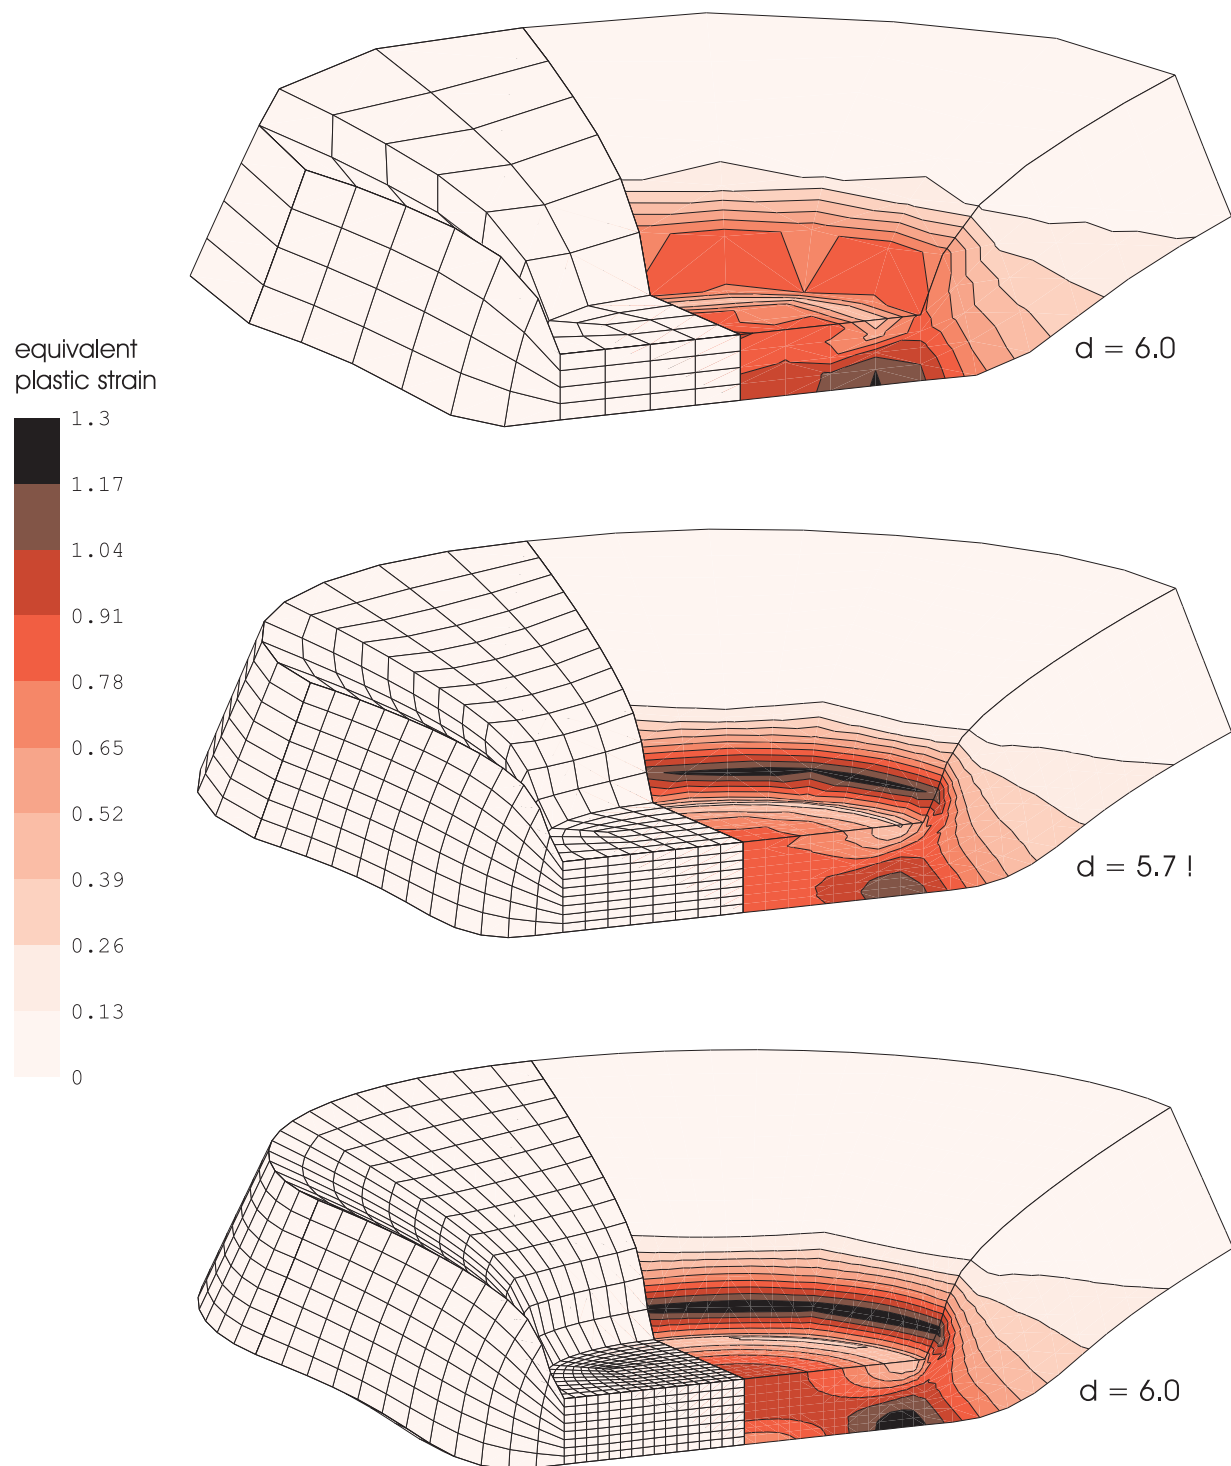 d = 6.0
equivalent
plastic strain
1.3
1.17
1.04
0.91
0.78
0.65
0.52
0.39
0.26
0.13
0
d = 5.7 !
d = 6.0